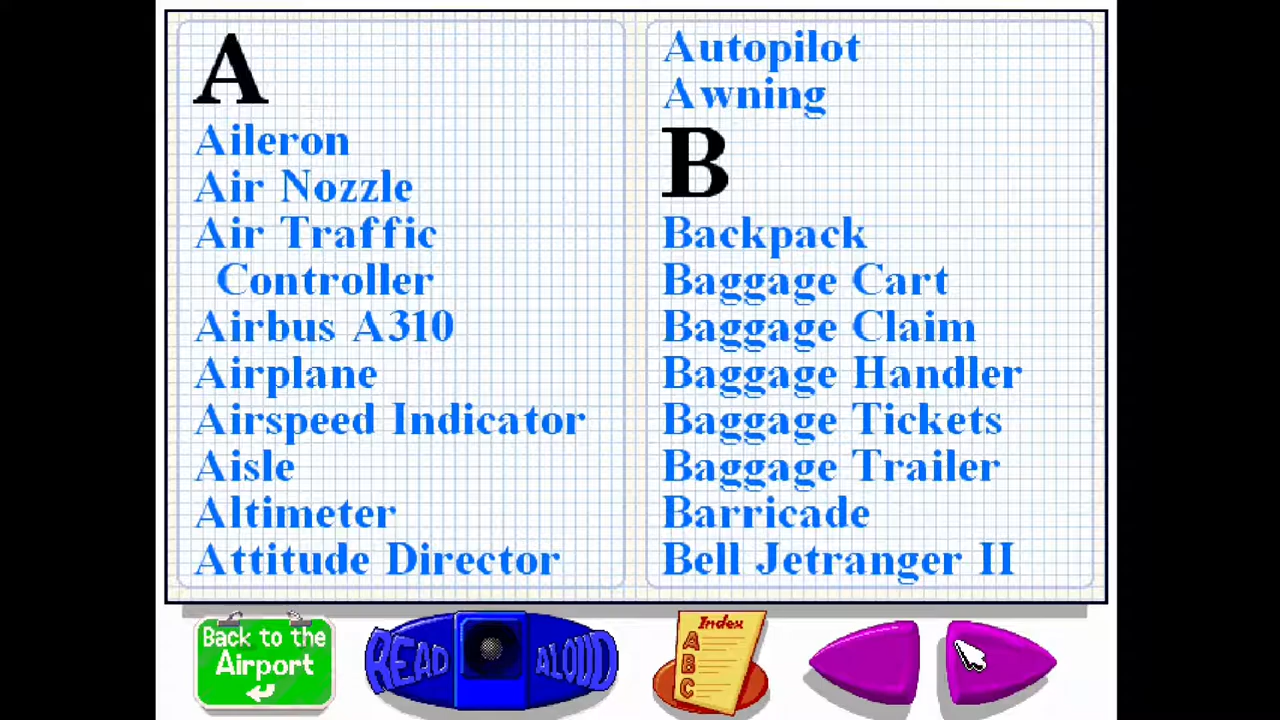 A
Aileron
Air Nozzle
Air Traffic
Controller
Airbus A310
Airplane
Airspeed Indicator
Aisle
Altimeter
Attitude Director
Autopilot
Awning
B
Backpack
Baggage Cart
Baggage Claim
Baggage Handler
Baggage Tickets
Baggage Trailer
Barricade
Bell Jetranger II
Back to the
Airport
READ ALOUD
Index
A
B
C